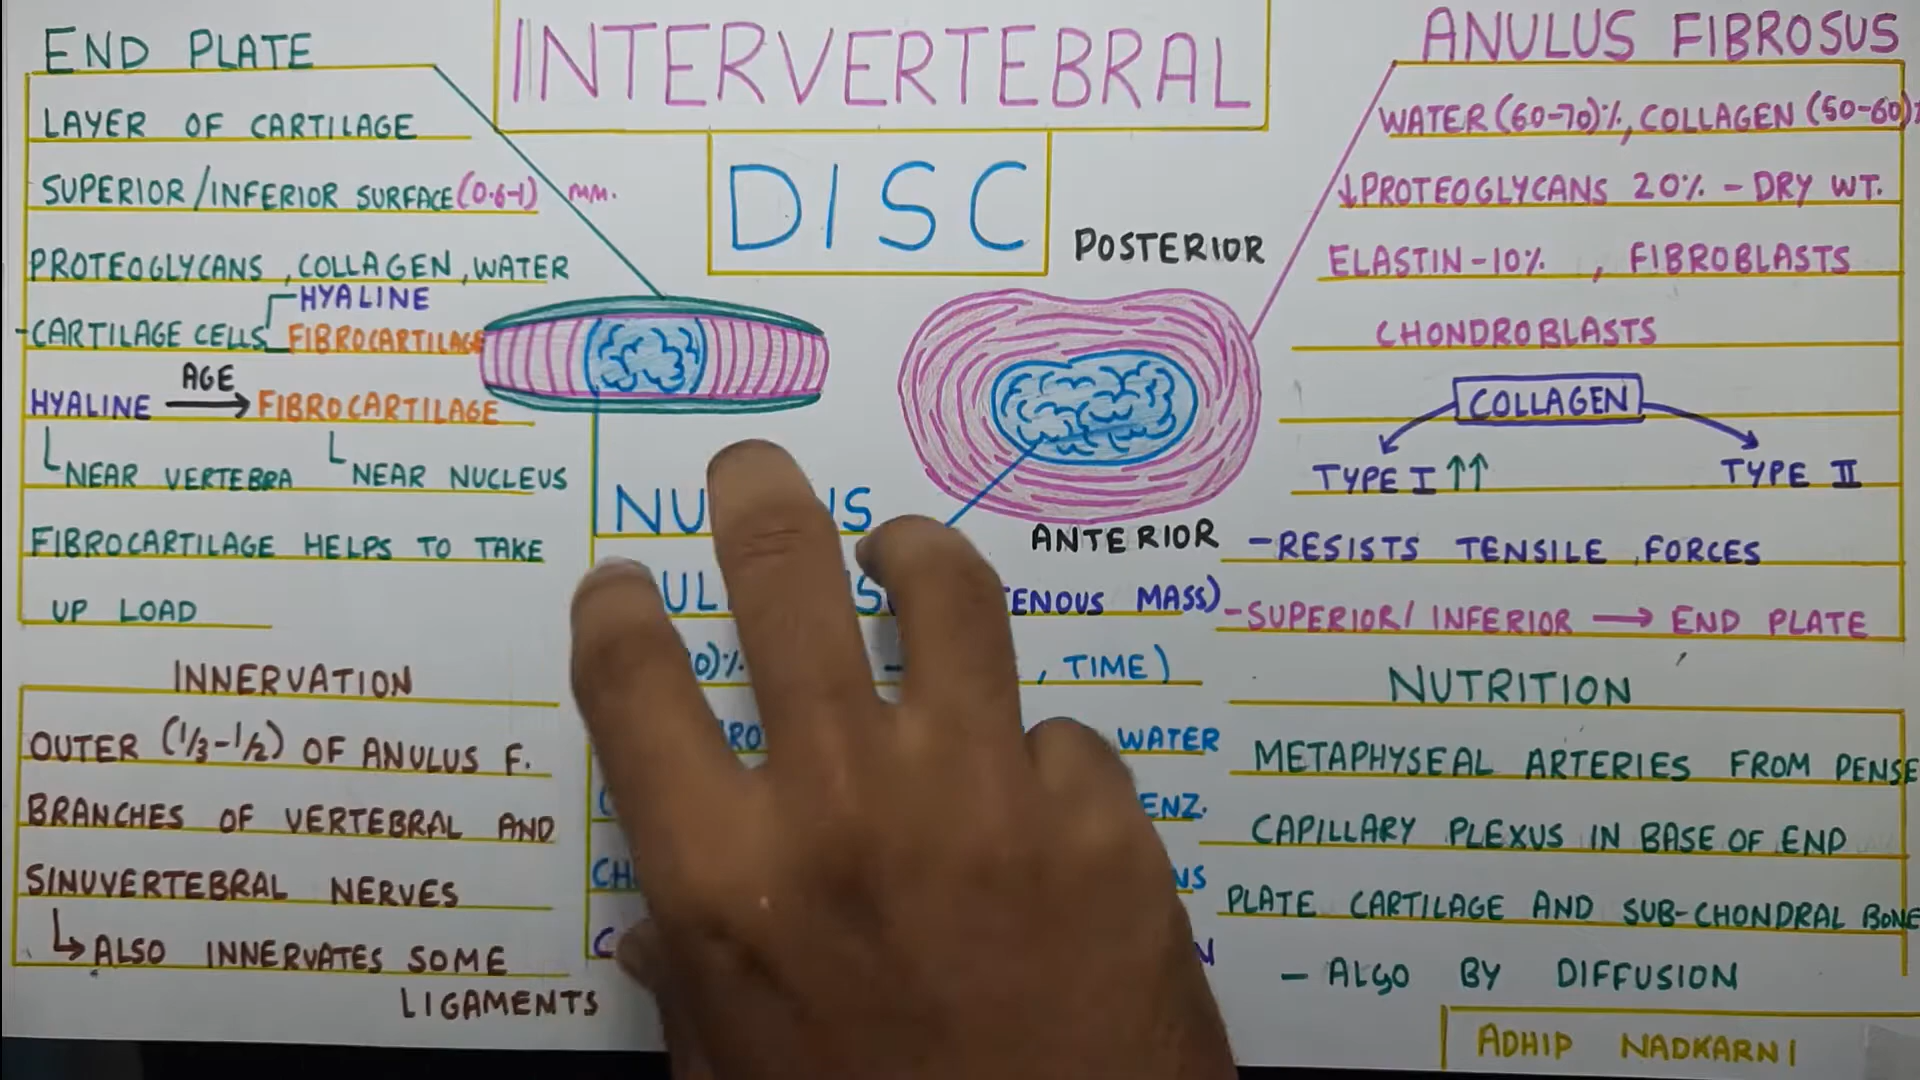 INTERVERTEBRAL
DISC
END PLATE
LAYER OF CARTILAGE
SUPERIOR/INFERIOR SURFACE (0.6-1) MM.
PROTEOGLYCANS, COLLAGEN, WATER
HYALINE
-CARTILAGE CELLS FIBROCARTILAGE
AGE
HYALINE → FIBROCARTILAGE
NEAR VERTEBRA NEAR NUCLEUS
FIBROCARTILAGE HELPS TO TAKE
UP LOAD
INNERVATION
OUTER (1/3-1/2) OF ANULUS F.
BRANCHES OF VERTEBRAL AND
SINUVERTEBRAL NERVES
↳ ALSO INNERVATES SOME
LIGAMENTS
POSTERIOR
ANTERIOR
MASS)
, TIME)
WATER
ENZ.
ANULUS FIBROSUS
WATER (60-70)%, COLLAGEN (50-60)%
↓PROTEOGLYCANS 20% - DRY WT.
ELASTIN-10% , FIBROBLASTS
CHONDROBLASTS
COLLAGEN
TYPE I ↑↑ TYPE II
-RESISTS TENSILE FORCES
-SUPERIOR/INFERIOR → END PLATE
NUTRITION
METAPHYSEAL ARTERIES FROM DENSE
CAPILLARY PLEXUS IN BASE OF END
PLATE CARTILAGE AND SUB-CHONDRAL BONE
- ALSO BY DIFFUSION
ADHIP NADKARNI